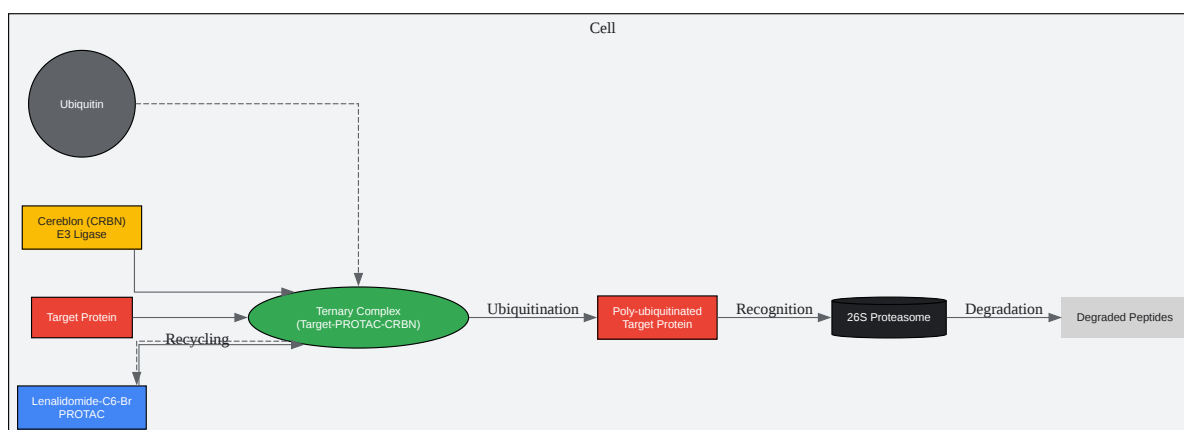 Cell
Ubiquitin
Cereblon (CRBN)
E3 Ligase
Target Protein
Recycling
Lenalidomide-C6-Br
PROTAC
Ternary Complex
(Target-PROTAC-CRBN)
Ubiquitination
Poly-ubiquitinated
Target Protein
Recognition
26S Proteasome
Degradation
Degraded Peptides